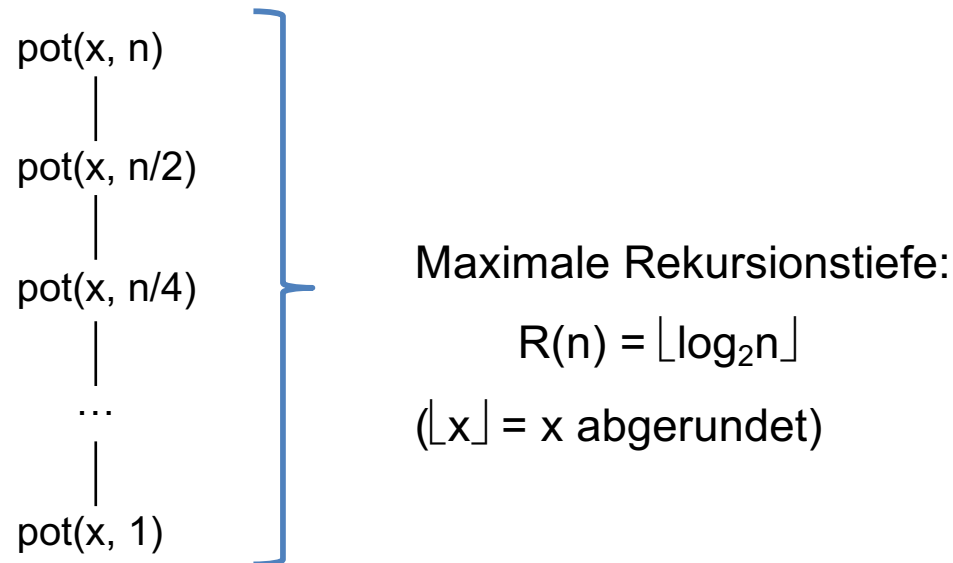 pot(x, n)
pot(x, n/2)
pot(x, n/4)
...
pot(x, 1)
Maximale Rekursionstiefe:
R(n) = ⌊log₂n⌋
(⌊x⌋ = x abgerundet)